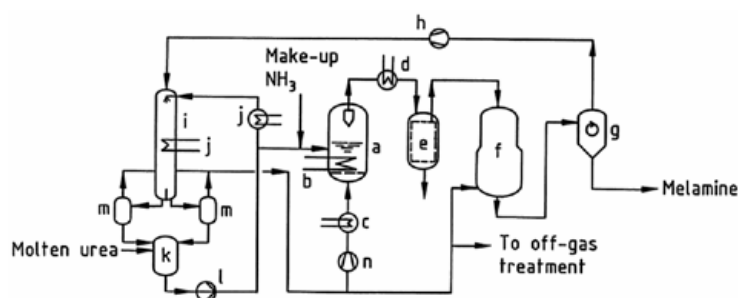 h
Make-up
NH3
d
i
j
j
a
b
e
f
g
m
m
c
Melamine
Molten urea
k
l
n
To off-gas
treatment